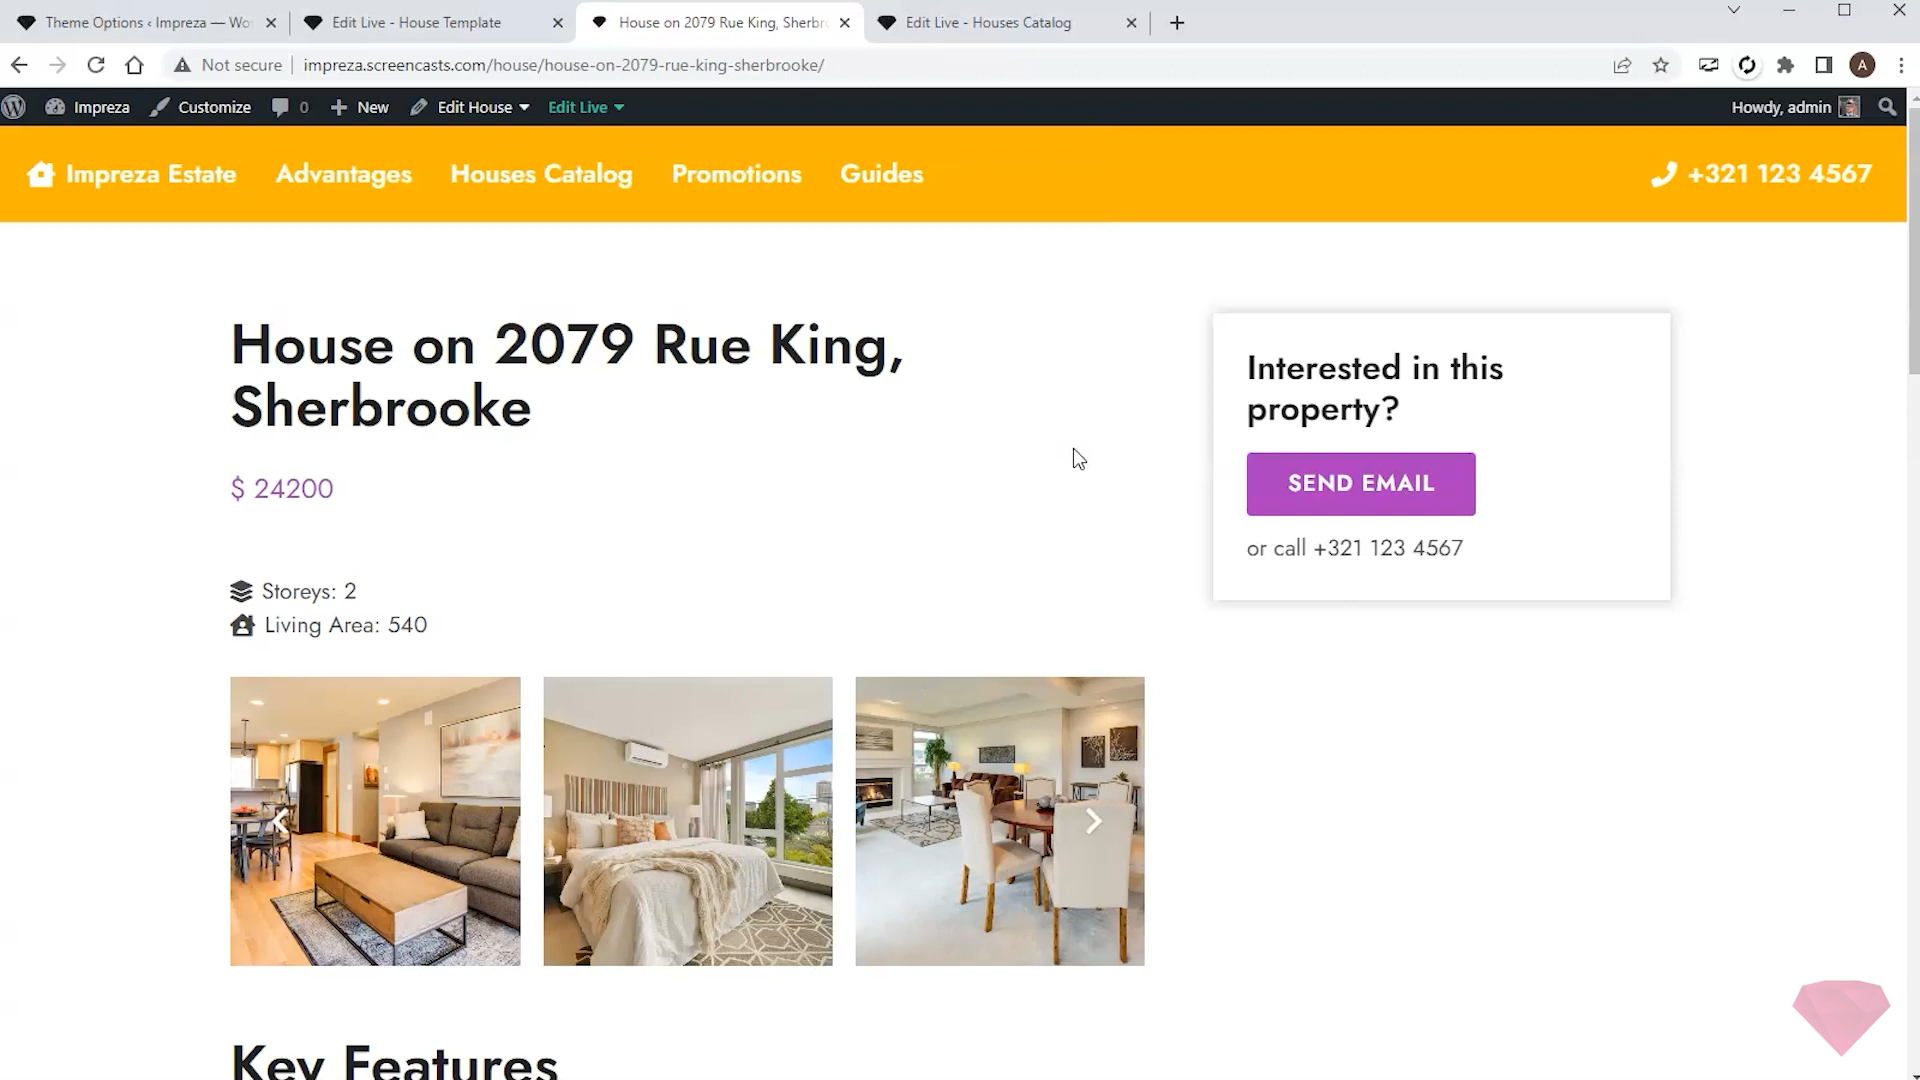 Theme Options ‹ Impreza — Wo
Edit Live - House Template
House on 2079 Rue King, Sherbr
Edit Live - Houses Catalog
Not secure
impreza.screencasts.com/house/house-on-2079-rue-king-sherbrooke/
A
Impreza
Customize
0
New
Edit House
Edit Live
Howdy, admin
Impreza Estate
Advantages
Houses Catalog
Promotions
Guides
+321 123 4567
House on 2079 Rue King,
Sherbrooke
$ 24200
Storeys: 2
Living Area: 540
Interested in this
property?
SEND EMAIL
or call +321 123 4567
Key Features